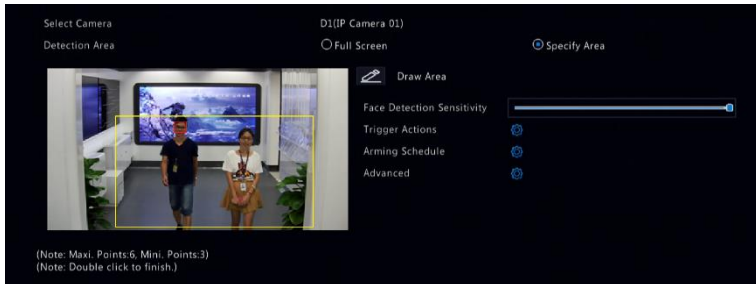 Select Camera D1(IP Camera 01)
Detection Area Full Screen Specify Area
Draw Area
Face Detection Sensitivity
Trigger Actions
Arming Schedule
Advanced
(Note: Maxi. Points:6, Mini. Points:3)
(Note: Double click to finish.)